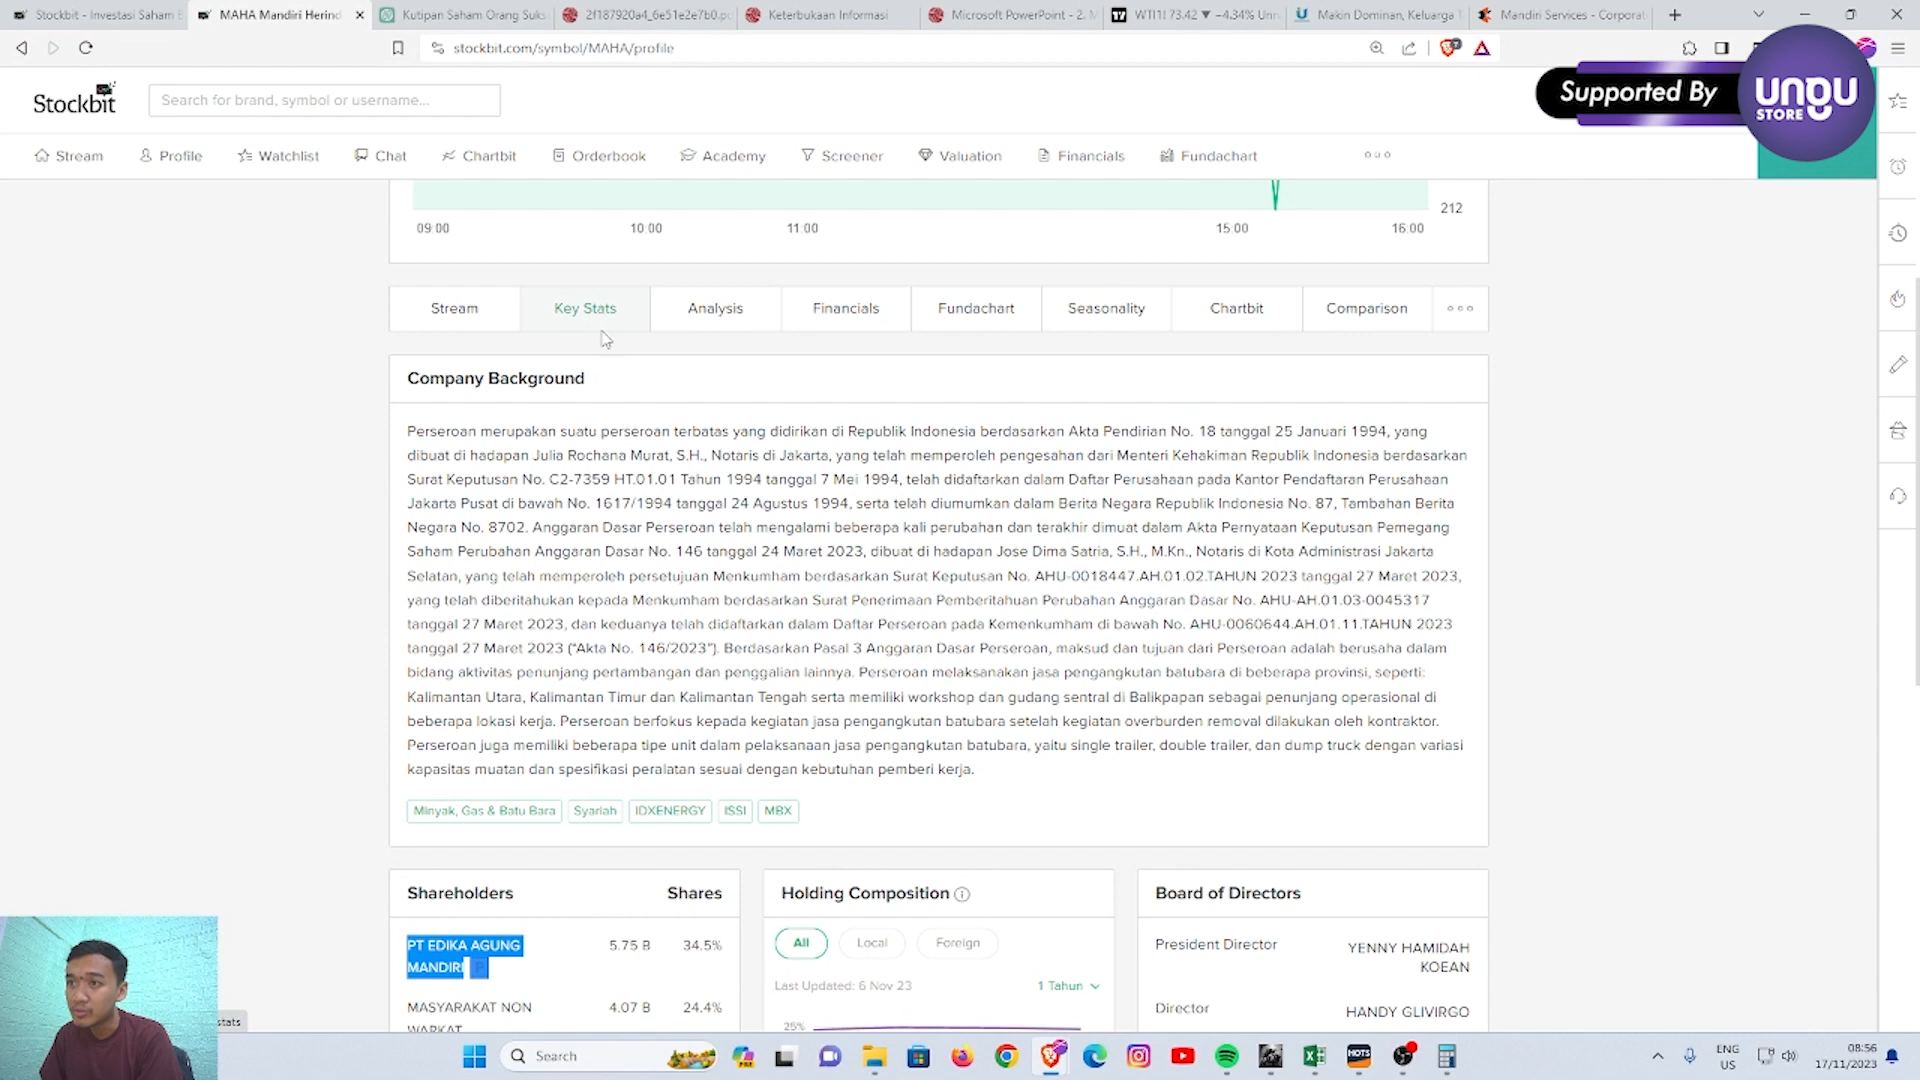 Stockbit - Investasi Saham B
MAHA Mandiri Herind
Kutipan Saham Orang Suks
2f187920a4_6e51e2e7b0.pd
Keterbukaan Informasi
Microsoft PowerPoint - 2. M
WTI1! 73.42 ▼ −4.34% Unn
Makin Dominan, Keluarga T
Mandiri Services - Corporat
stockbit.com/symbol/MAHA/profile
Supported By
UNGU
STORE
Stockbit
Search for brand, symbol or username...
Stream
Profile
Watchlist
Chat
Chartbit
Orderbook
Academy
Screener
Valuation
Financials
Fundachart
212
09:00
10:00
11:00
15:00
16:00
Stream
Key Stats
Analysis
Financials
Fundachart
Seasonality
Chartbit
Comparison
Company Background
Perseroan merupakan suatu perseroan terbatas yang didirikan di Republik Indonesia berdasarkan Akta Pendirian No. 18 tanggal 25 Januari 1994, yang
dibuat di hadapan Julia Rochana Murat, S.H., Notaris di Jakarta, yang telah memperoleh pengesahan dari Menteri Kehakiman Republik Indonesia berdasarkan
Surat Keputusan No. C2-7359 HT.01.01 Tahun 1994 tanggal 7 Mei 1994, telah didaftarkan dalam Daftar Perusahaan pada Kantor Pendaftaran Perusahaan
Jakarta Pusat di bawah No. 1617/1994 tanggal 24 Agustus 1994, serta telah diumumkan dalam Berita Negara Republik Indonesia No. 87, Tambahan Berita
Negara No. 8702. Anggaran Dasar Perseroan telah mengalami beberapa kali perubahan dan terakhir dimuat dalam Akta Pernyataan Keputusan Pemegang
Saham Perubahan Anggaran Dasar No. 146 tanggal 24 Maret 2023, dibuat di hadapan Jose Dima Satria, S.H., M.Kn., Notaris di Kota Administrasi Jakarta
Selatan, yang telah memperoleh persetujuan Menkumham berdasarkan Surat Keputusan No. AHU-0018447.AH.01.02.TAHUN 2023 tanggal 27 Maret 2023,
yang telah diberitahukan kepada Menkumham berdasarkan Surat Penerimaan Pemberitahuan Perubahan Anggaran Dasar No. AHU-AH.01.03-0045317
tanggal 27 Maret 2023, dan keduanya telah didaftarkan dalam Daftar Perseroan pada Kemenkumham di bawah No. AHU-0060644.AH.01.11.TAHUN 2023
tanggal 27 Maret 2023 (“Akta No. 146/2023”). Berdasarkan Pasal 3 Anggaran Dasar Perseroan, maksud dan tujuan dari Perseroan adalah berusaha dalam
bidang aktivitas penunjang pertambangan dan penggalian lainnya. Perseroan melaksanakan jasa pengangkutan batubara di beberapa provinsi, seperti:
Kalimantan Utara, Kalimantan Timur dan Kalimantan Tengah serta memiliki workshop dan gudang sentral di Balikpapan sebagai penunjang operasional di
beberapa lokasi kerja. Perseroan berfokus kepada kegiatan jasa pengangkutan batubara setelah kegiatan overburden removal dilakukan oleh kontraktor.
Perseroan juga memiliki beberapa tipe unit dalam pelaksanaan jasa pengangkutan batubara, yaitu single trailer, double trailer, dan dump truck dengan variasi
kapasitas muatan dan spesifikasi peralatan sesuai dengan kebutuhan pemberi kerja.
Minyak, Gas & Batu Bara
Syariah
IDXENERGY
ISSI
MBX
Shareholders
Shares
PT EDIKA AGUNG
MANDIRI P
5.75 B
34.5%
MASYARAKAT NON
WARKAT
4.07 B
24.4%
Holding Composition
All
Local
Foreign
Last Updated: 6 Nov 23
1 Tahun
25%
Board of Directors
President Director
YENNY HAMIDAH
KOEAN
Director
HANDY GLIVIRGO
stats
Search
HOTS
ENG
US
08:56
17/11/2023